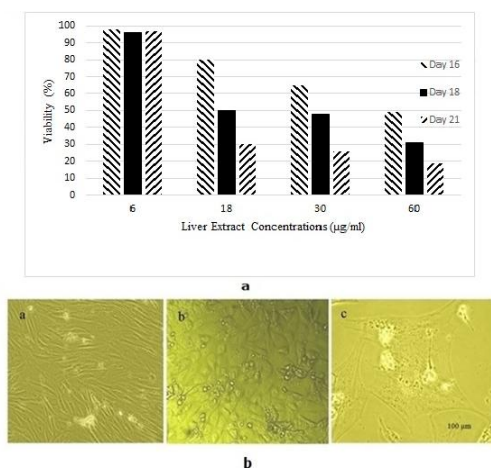 100
90
80
70
60
50
40
30
20
10
0
Viability (%)
Day 16
Day 18
Day 21
6 18 30 60
Liver Extract Concentrations (µg/ml)
a
a b c
100 µm
b